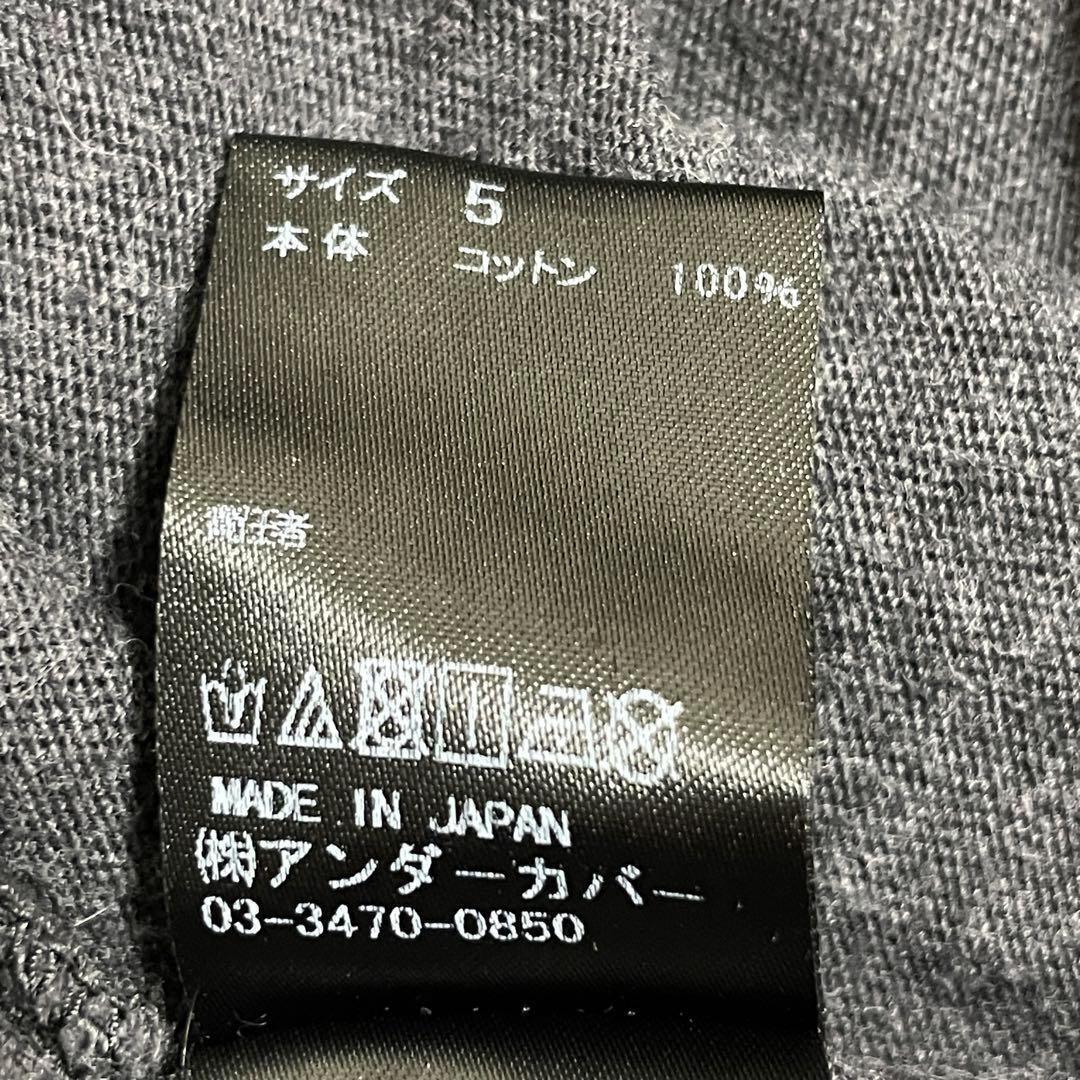 サイズ 5
本体 コットン 100%
MADE IN JAPAN
㈱アンダーカバー
03-3470-0850